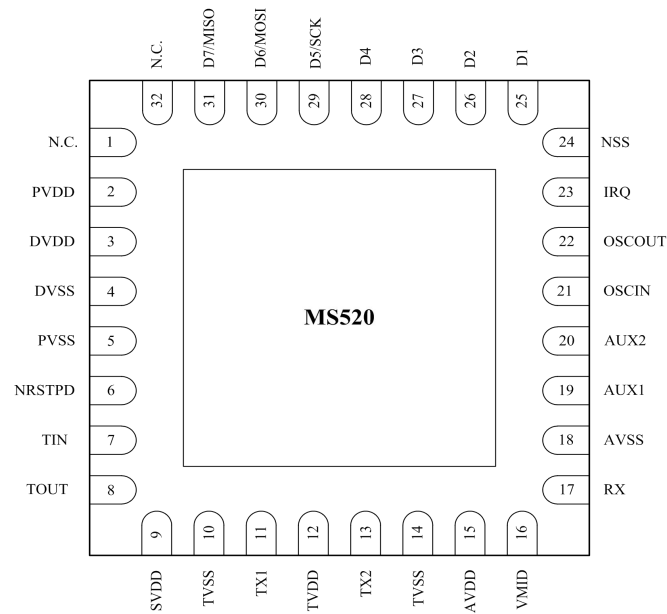 N.C.
D7/MISO
D6/MOSI
D5/SCK
D4
D3
D2
D1
32
31
30
29
28
27
26
25
N.C. 1
24 NSS
PVDD 2
23 IRQ
DVDD 3
22 OSCOUT
DVSS 4
21 OSCIN
MS520
PVSS 5
20 AUX2
NRSTPD 6
19 AUX1
TIN 7
18 AVSS
TOUT 8
17 RX
9
10
11
12
13
14
15
16
SVDD
TVSS
TX1
TVDD
TX2
TVSS
AVDD
VMID